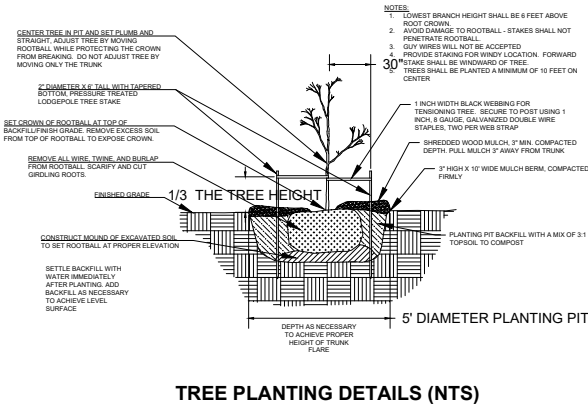 CENTER TREE IN PIT AND SET PLUMB AND
STRAIGHT, ADJUST TREE BY MOVING
ROOTBALL WHILE PROTECTING THE CROWN
FROM BREAKING. DO NOT ADJUST TREE BY
MOVING ONLY THE TRUNK
2" DIAMETER X 6' TALL WITH TAPERED
BOTTOM, PRESSURE TREATED
LODGEPOLE TREE STAKE
SET CROWN OF ROOTBALL AT TOP OF
BACKFILL/FINISH GRADE. REMOVE EXCESS SOIL
FROM TOP OF ROOTBALL TO EXPOSE CROWN.
REMOVE ALL WIRE, TWINE, AND BURLAP
FROM ROOTBALL. SCARIFY AND CUT
GIRDLING ROOTS.
FINISHED GRADE
1/3 THE TREE HEIGHT
CONSTRUCT MOUND OF EXCAVATED SOIL
TO SET ROOTBALL AT PROPER ELEVATION
SETTLE BACKFILL WITH
WATER IMMEDIATELY
AFTER PLANTING. ADD
BACKFILL AS NECESSARY
TO ACHIEVE LEVEL
SURFACE
NOTES:
1. LOWEST BRANCH HEIGHT SHALL BE 6 FEET ABOVE
ROOT CROWN.
2. AVOID DAMAGE TO ROOTBALL - STAKES SHALL NOT
PENETRATE ROOTBALL.
3. GUY WIRES WILL NOT BE ACCEPTED
4. PROVIDE STAKING FOR WINDY LOCATION. FORWARD
STAKE SHALL BE WINDWARD OF TREE.
5. TREES SHALL BE PLANTED A MINIMUM OF 10 FEET ON
CENTER
30"
1 INCH WIDTH BLACK WEBBING FOR
TENSIONING TREE. SECURE TO POST USING 1
INCH, 8 GAUGE, GALVANIZED DOUBLE WIRE
STAPLES, TWO PER WEB STRAP
SHREDDED WOOD MULCH, 3" MIN. COMPACTED
DEPTH. PULL MULCH 3" AWAY FROM TRUNK
3" HIGH X 10' WIDE MULCH BERM, COMPACTED
FIRMLY
PLANTING PIT BACKFILL WITH A MIX OF 3:1
TOPSOIL TO COMPOST
5' DIAMETER PLANTING PIT
DEPTH AS NECESSARY
TO ACHIEVE PROPER
HEIGHT OF TRUNK
FLARE
TREE PLANTING DETAILS (NTS)